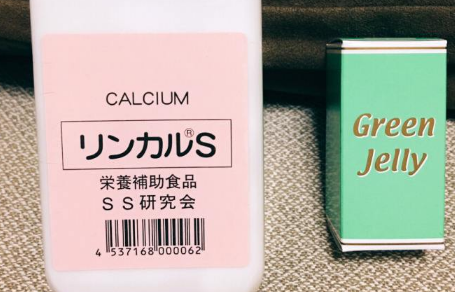 CALCIUM
リンカル®S
栄養補助食品
SS研究会
4 537168 000062
Green
Jelly